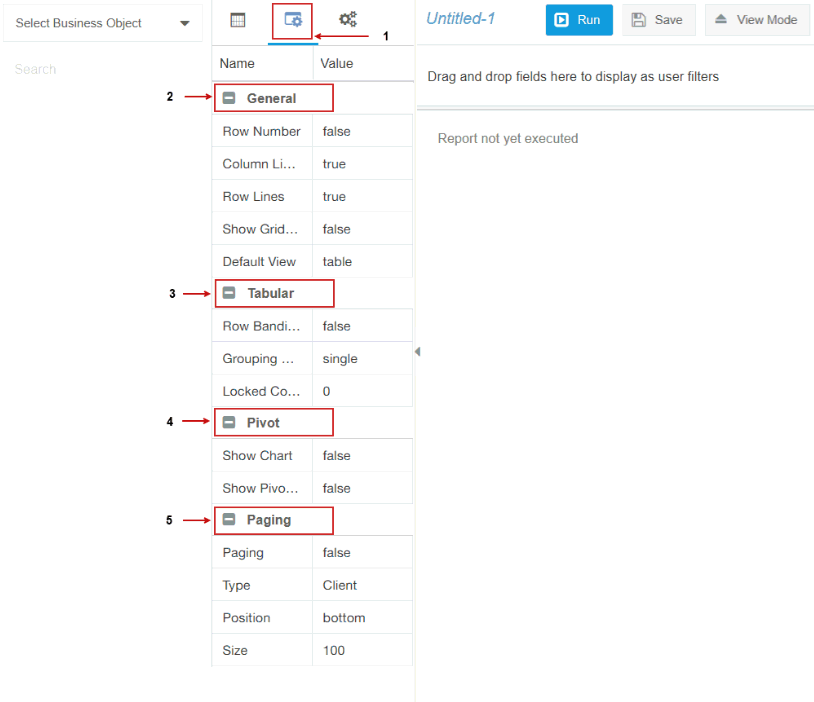 Select Business Object
Search
1
Untitled-1
Run
Save
View Mode
Name Value
Drag and drop fields here to display as user filters
2
General
Report not yet executed
Row Number false
Column Li... true
Row Lines true
Show Grid... false
Default View table
3
Tabular
Row Bandi... false
Grouping ... single
Locked Co... 0
4
Pivot
Show Chart false
Show Pivo... false
5
Paging
Paging false
Type Client
Position bottom
Size 100